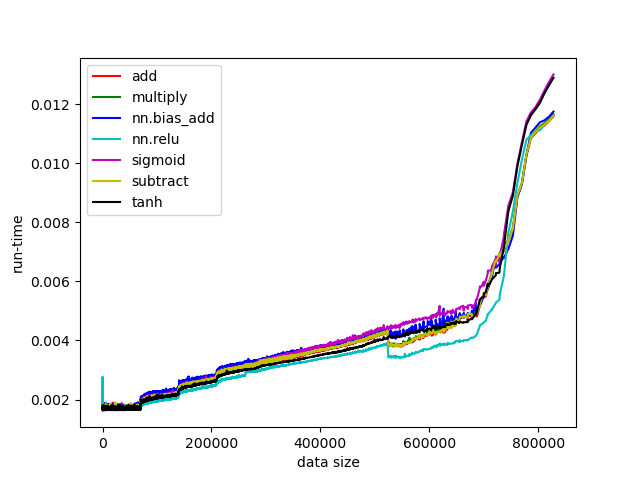 add
multiply
nn.bias_add
nn.relu
sigmoid
subtract
tanh
0.012
0.010
0.008
0.006
0.004
0.002
run-time
0 200000 400000 600000 800000
data size